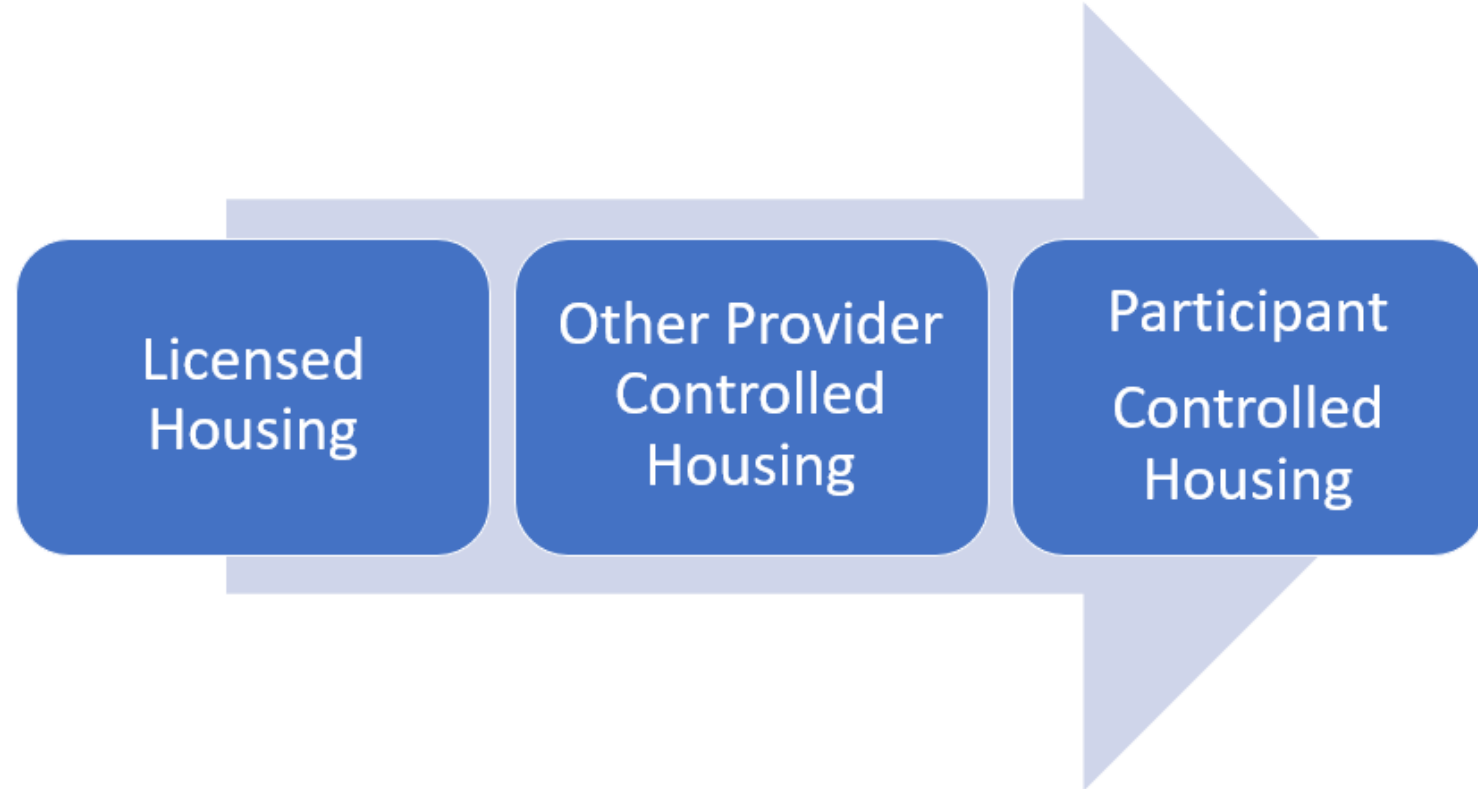 Licensed
Housing
Other Provider
Controlled
Housing
Participant
Controlled
Housing